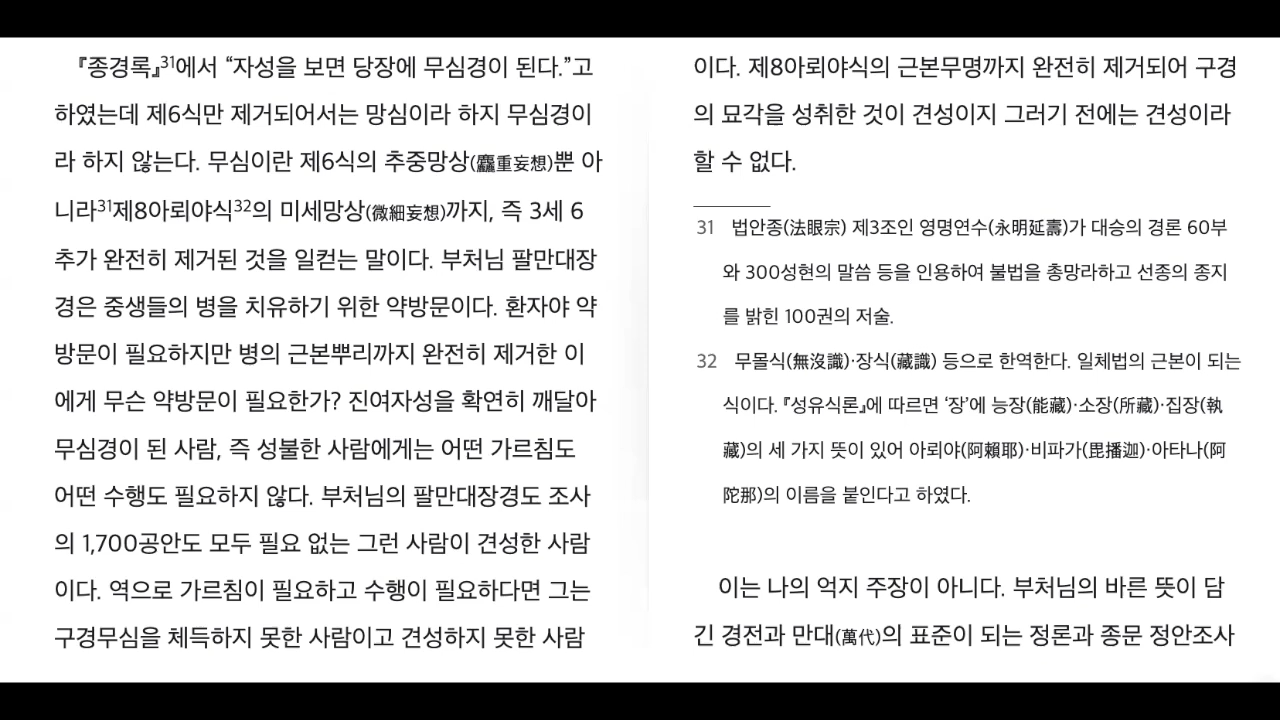 『종경록』31에서 “자성을 보면 당장에 무심경이 된다.”고
하였는데 제6식만 제거되어서는 망심이라 하지 무심경이
라 하지 않는다. 무심이란 제6식의 추중망상(麤重妄想)뿐 아
니라31제8아뢰야식32의 미세망상(微細妄想)까지, 즉 3세 6
추가 완전히 제거된 것을 일컫는 말이다. 부처님 팔만대장
경은 중생들의 병을 치유하기 위한 약방문이다. 환자야 약
방문이 필요하지만 병의 근본뿌리까지 완전히 제거한 이
에게 무슨 약방문이 필요한가? 진여자성을 확연히 깨달아
무심경이 된 사람, 즉 성불한 사람에게는 어떤 가르침도
어떤 수행도 필요하지 않다. 부처님의 팔만대장경도 조사
의 1,700공안도 모두 필요 없는 그런 사람이 견성한 사람
이다. 역으로 가르침이 필요하고 수행이 필요하다면 그는
구경무심을 체득하지 못한 사람이고 견성하지 못한 사람
이다. 제8아뢰야식의 근본무명까지 완전히 제거되어 구경
의 묘각을 성취한 것이 견성이지 그러기 전에는 견성이라
할 수 없다.
31 법안종(法眼宗) 제3조인 영명연수(永明延壽)가 대승의 경론 60부
와 300성현의 말씀 등을 인용하여 불법을 총망라하고 선종의 종지
를 밝힌 100권의 저술.
32 무몰식(無沒識)·장식(藏識) 등으로 한역한다. 일체법의 근본이 되는
식이다. 『성유식론』에 따르면 ‘장’에 능장(能藏)·소장(所藏)·집장(執
藏)의 세 가지 뜻이 있어 아뢰야(阿賴耶)·비파가(毘播迦)·아타나(阿
陀那)의 이름을 붙인다고 하였다.
이는 나의 억지 주장이 아니다. 부처님의 바른 뜻이 담
긴 경전과 만대(萬代)의 표준이 되는 정론과 종문 정안조사